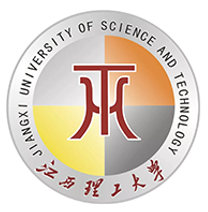 JIANGXI UNIVERSITY OF SCIENCE AND TECHNOLOGY
江西理工大学